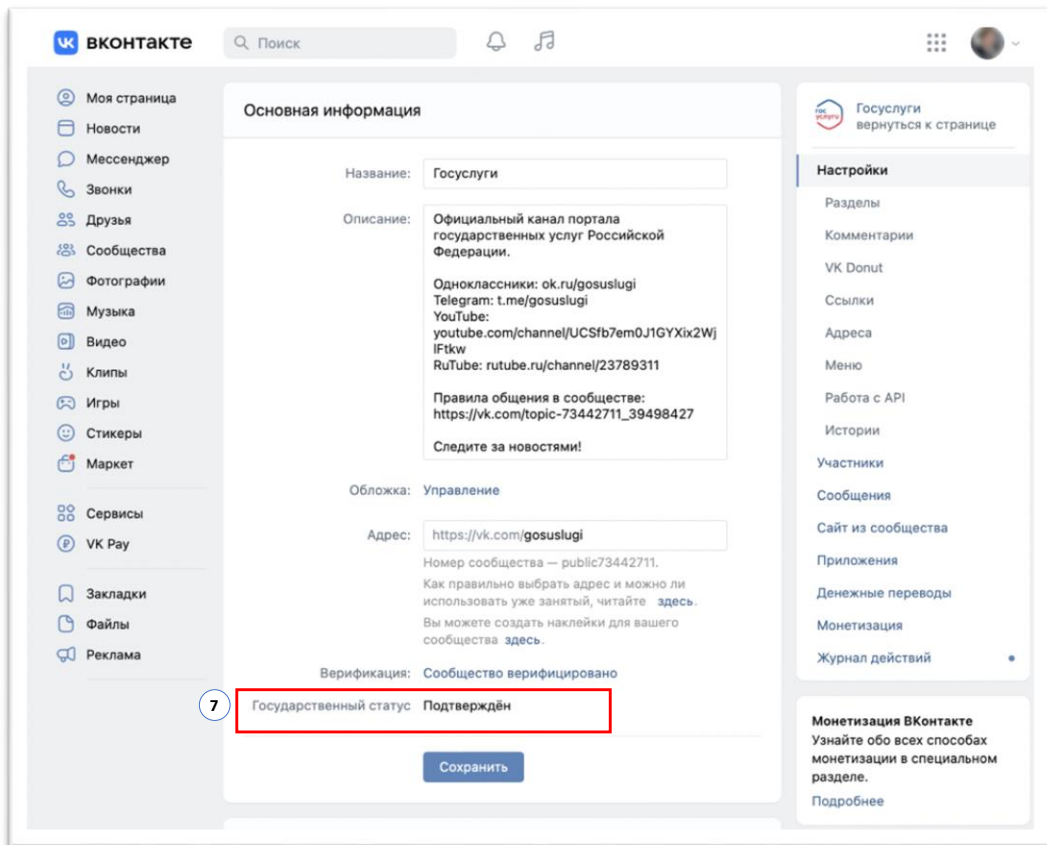 ВКОНТАКТЕ
Поиск
Моя страница
Новости
Мессенджер
Звонки
Друзья
Сообщества
Фотографии
Музыка
Видео
Клипы
Игры
Стикеры
Маркет
Сервисы
VK Pay
Закладки
Файлы
Реклама
Основная информация
Название: Госуслуги
Описание: Официальный канал портала
государственных услуг Российской
Федерации.
Одноклассники: ok.ru/gosuslugi
Telegram: t.me/gosuslugi
YouTube:
youtube.com/channel/UCSfb7em0J1GYXix2Wj
lFtkw
RuTube: rutube.ru/channel/23789311
Правила общения в сообществе:
https://vk.com/topic-73442711_39498427
Следите за новостями!
Обложка: Управление
Адрес: https://vk.com/gosuslugi
Номер сообщества — public73442711.
Как правильно выбрать адрес и можно ли
использовать уже занятый, читайте здесь.
Вы можете создать наклейки для вашего
сообщества здесь.
Верификация: Сообщество верифицировано
7 Государственный статус Подтверждён
Сохранить
гос
услуги
Госуслуги
вернуться к странице
Настройки
Разделы
Комментарии
VK Donut
Ссылки
Адреса
Меню
Работа с API
Истории
Участники
Сообщения
Сайт из сообщества
Приложения
Денежные переводы
Монетизация
Журнал действий
Монетизация ВКонтакте
Узнайте обо всех способах
монетизации в специальном
разделе.
Подробнее